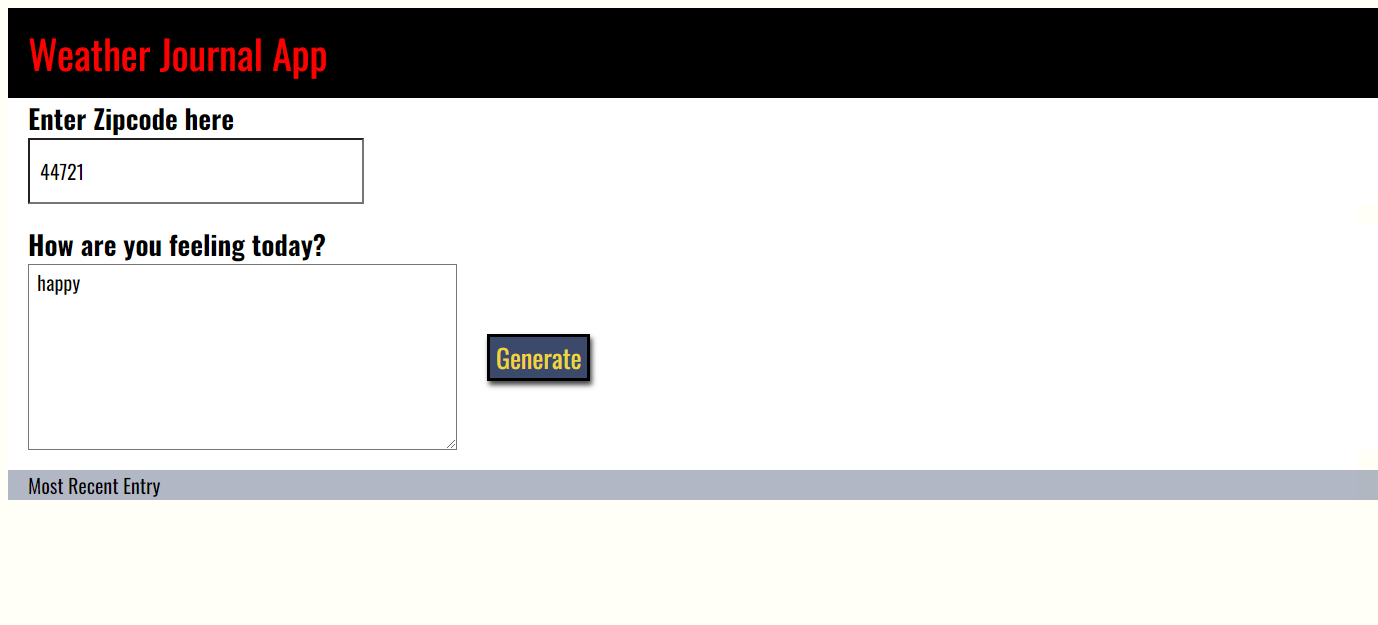 Weather Journal App
Enter Zipcode here
44721
How are you feeling today?
happy
Generate
Most Recent Entry